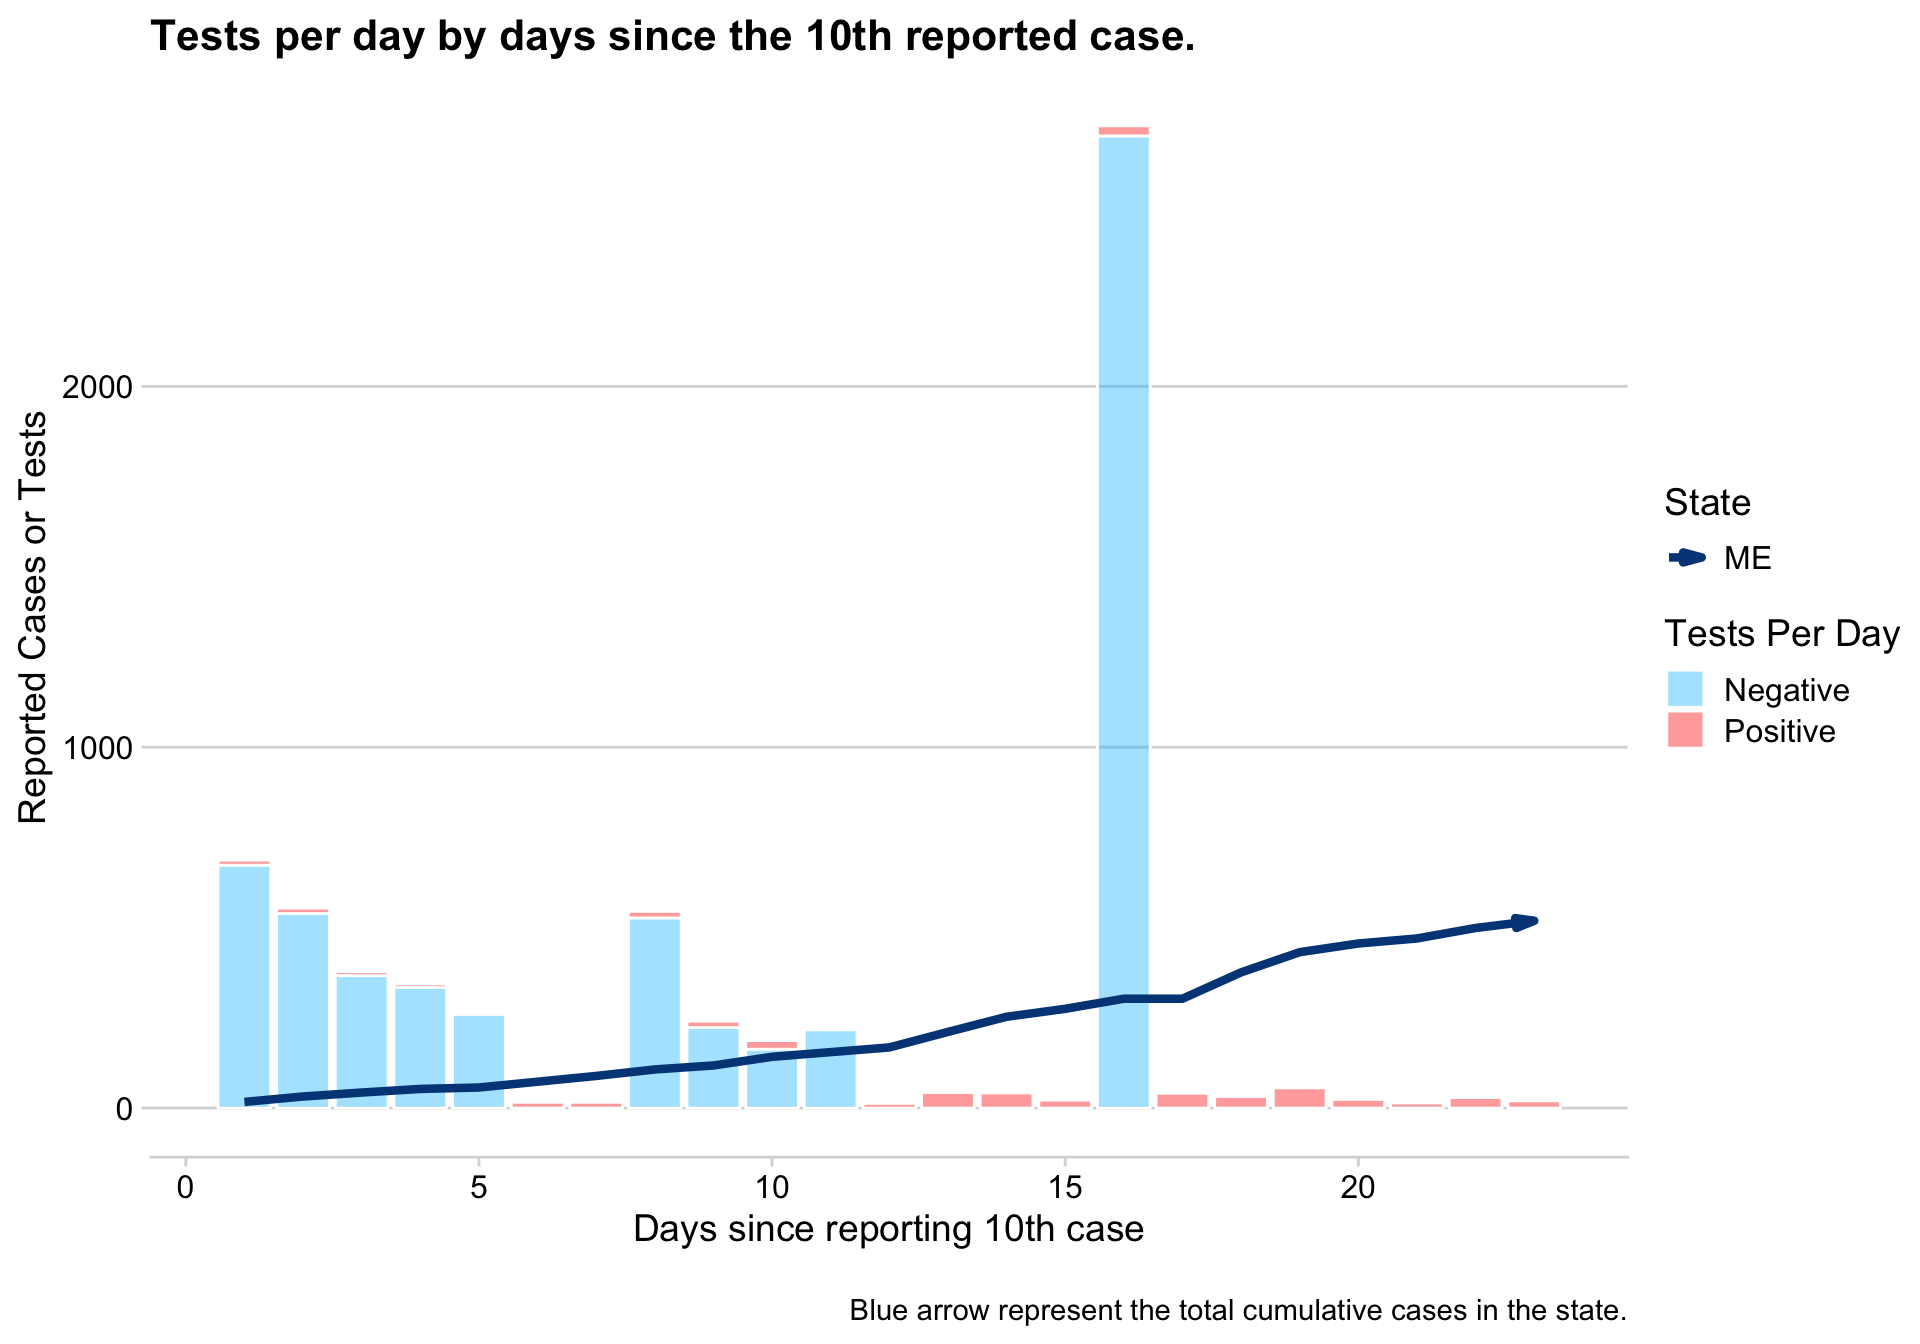 Tests per day by days since the 10th reported case.
Reported Cases or Tests
2000
1000
0
0 5 10 15 20
Days since reporting 10th case
State
ME
Tests Per Day
Negative
Positive
Blue arrow represent the total cumulative cases in the state.